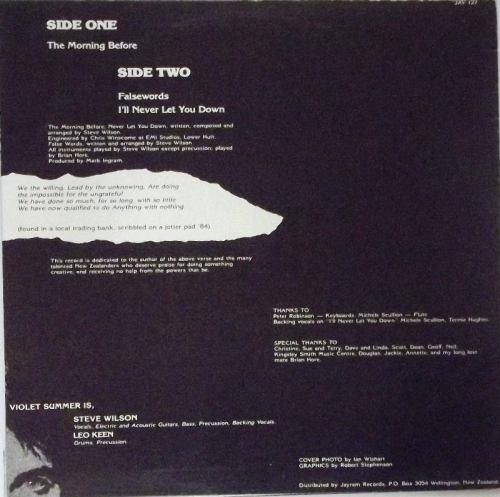 JAY 127
SIDE ONE
The Morning Before
SIDE TWO
Falsewords
I'll Never Let You Down
The Morning Before, Never Let You Down, written, composed and
arranged by Steve Wilson.
Engineered by Chris Winscome at EMI Studios, Lower Hutt.
False Words, written and arranged by Steve Wilson.
All instruments played by Steve Wilson except precussion; played
by Brian Hore.
Produced by Mark Ingram.
We the willing, Lead by the unknowing, Are doing
the impossible for the ungrateful
We have done so much, for so long, with so little
We have now qualified to do Anything with nothing
(found in a local trading bank, scribbled on a jotter pad '84)
This record is dedicated to the author of the above verse and the many
talented New Zealanders who deserve praise for doing something
creative, and receiving no help from the powers that be.
THANKS TO
Peter Robinson — Keyboards, Michele Scullion — Flute
Backing vocals on "I'll Never Let You Down" Michele Scullion, Tennie Hughes
SPECIAL THANKS TO
Christine, Sue and Terry, Dave and Linda, Scott, Dean, Geoff, Neil,
Kingsley Smith Music Centre, Douglas, Jackie, Annette, and my long lost
mate Brian Hore.
VIOLET SUMMER IS,
STEVE WILSON
Vocals, Electric and Acoustic Guitars, Bass, Precussion, Backing Vocals.
LEO KEEN
Drums, Precussion.
COVER PHOTO by Ian Wishart
GRAPHICS by Robert Stephenson
Distributed by Jayrem Records, P.O. Box 3054 Wellington, New Zealand